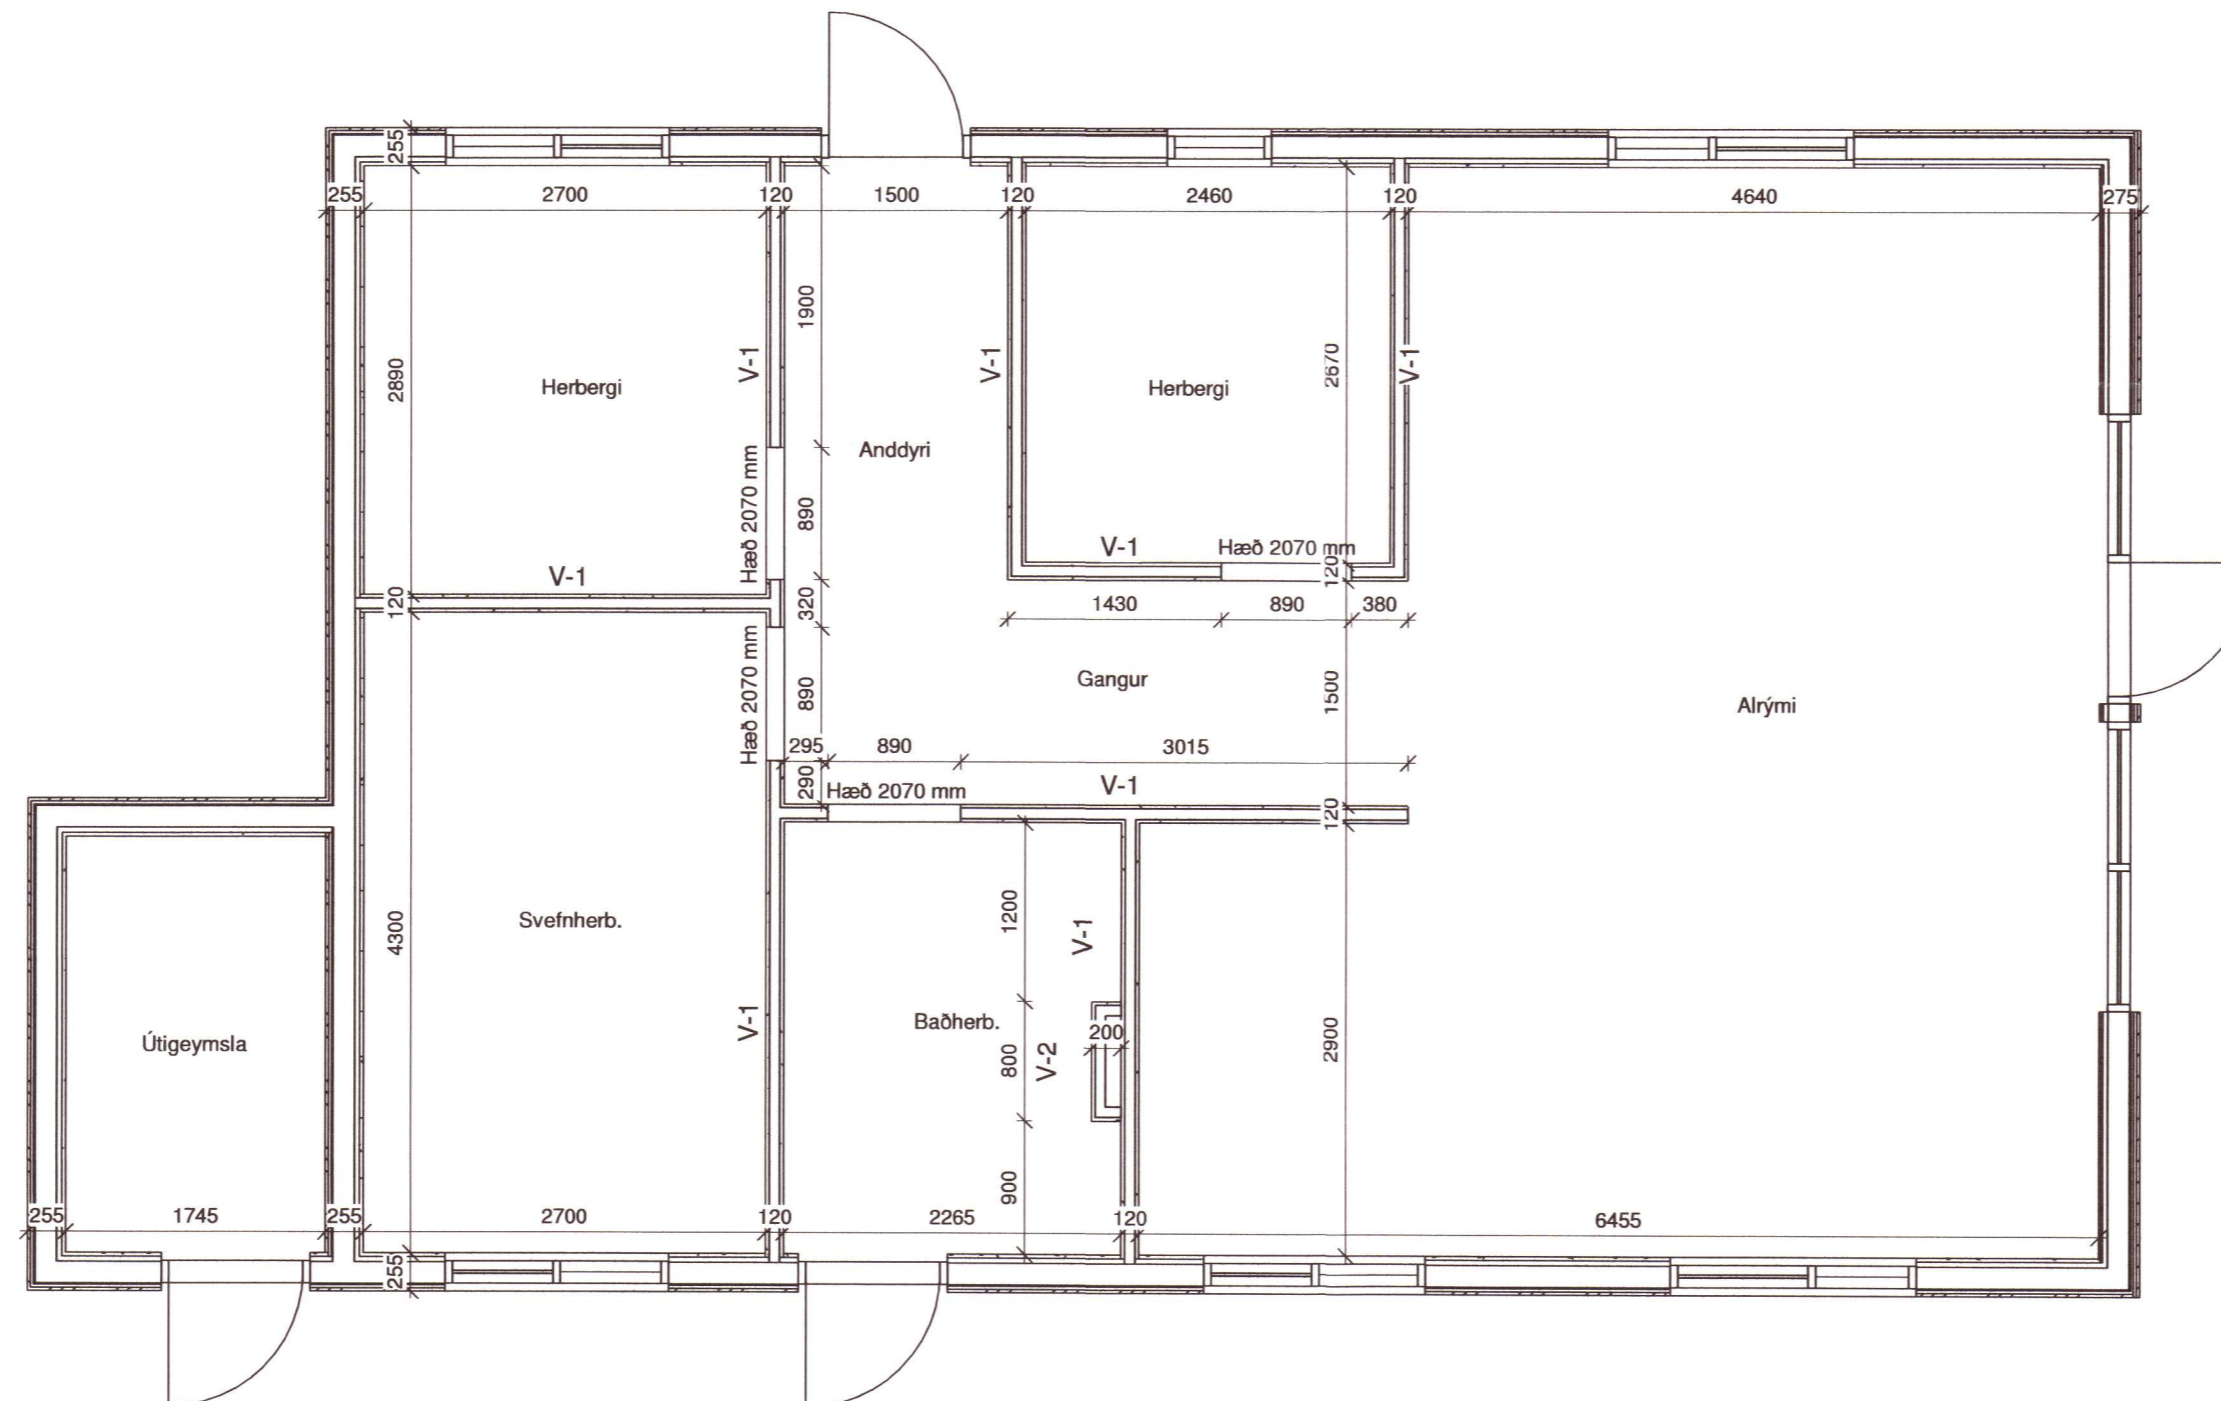 255
255 2700 120 1500 120 2460 120 4640 275
1900
V-1
V-1
2670
V-1
2890
Herbergi
Herbergi
Anddyri
Hæð 2070 mm
890
V-1
Hæð 2070 mm
V-1
120
120
320
1430 890 380
Hæð 2070 mm
890
Gangur
1500
Alrými
295 890 3015
290
Hæð 2070 mm
V-1
120
4300
Svefnherb.
1200
V-1
Baðherb.
200
Útigeymsla
V-1
800
V-2
2900
900
255 1745 255 2700 120 2265 120 6455
255